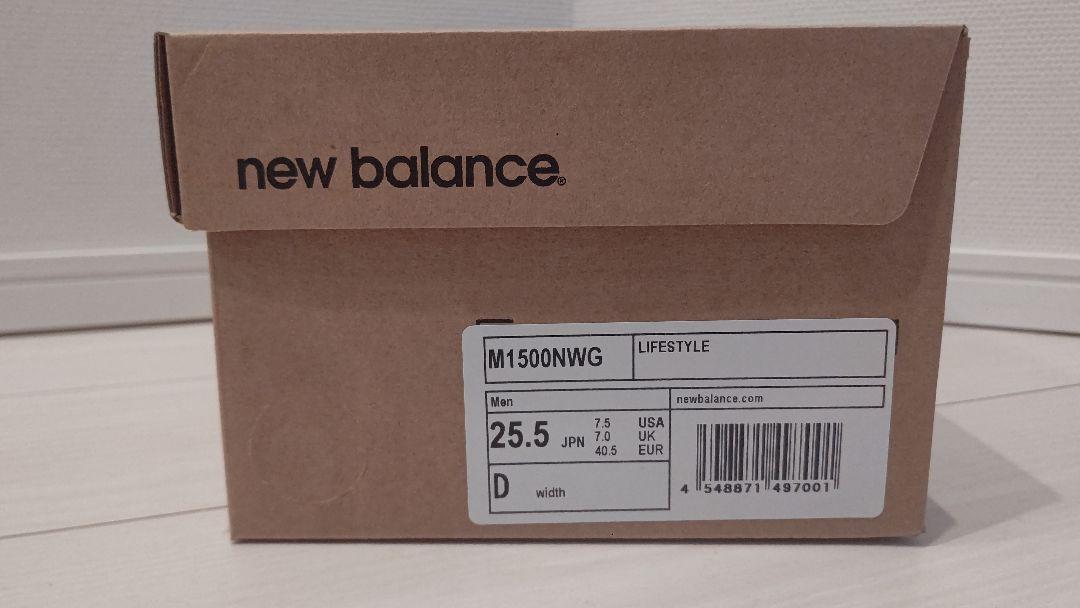 new balance®
M1500NWG
LIFESTYLE
Men
newbalance.com
25.5 JPN
7.5 USA
7.0 UK
40.5 EUR
D width
4 548871 497001